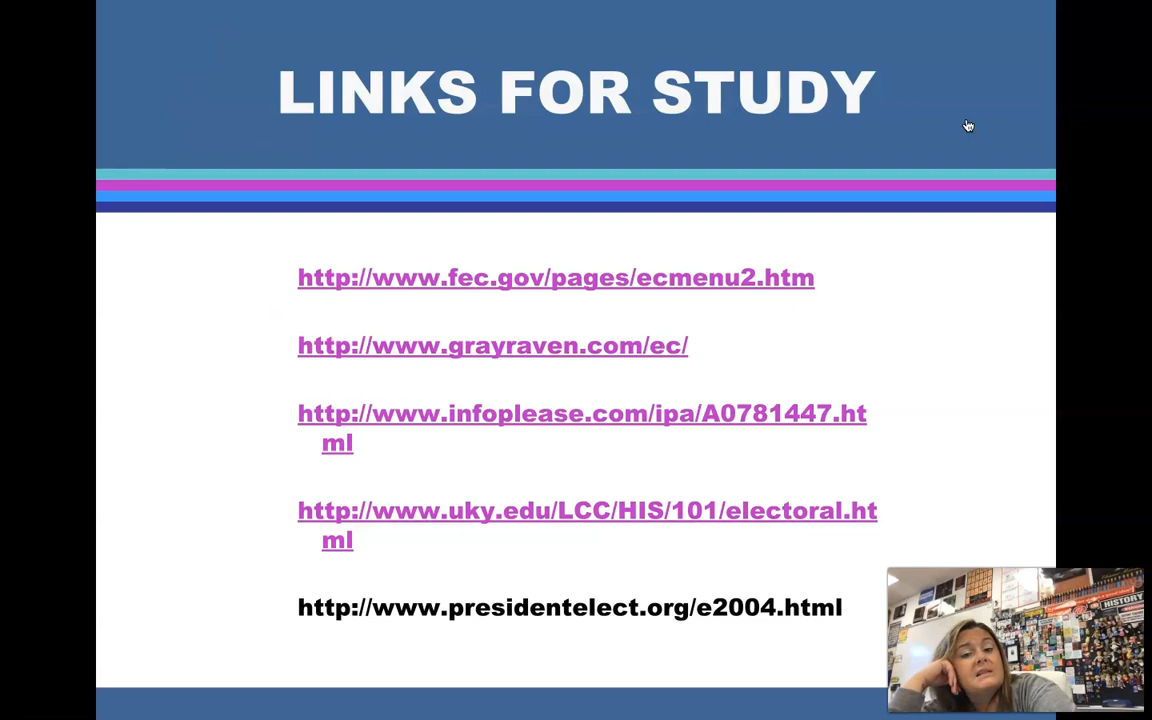 LINKS FOR STUDY
http://www.fec.gov/pages/ecmenu2.htm
http://www.grayraven.com/ec/
http://www.infoplease.com/ipa/A0781447.ht
ml
http://www.uky.edu/LCC/HIS/101/electoral.ht
ml
http://www.presidentelect.org/e2004.html
HISTORY